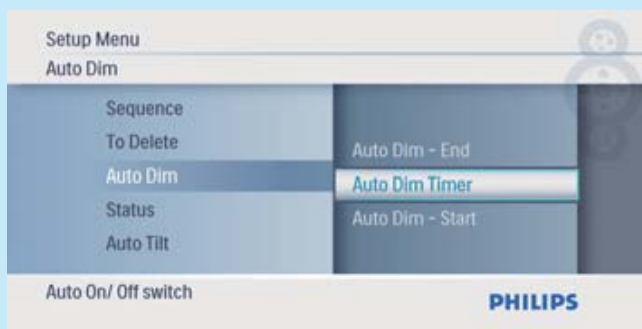 Setup Menu
Auto Dim
Sequence
To Delete
Auto Dim
Status
Auto Tilt
Auto Dim - End
Auto Dim Timer
Auto Dim - Start
Auto On/ Off switch
PHILIPS